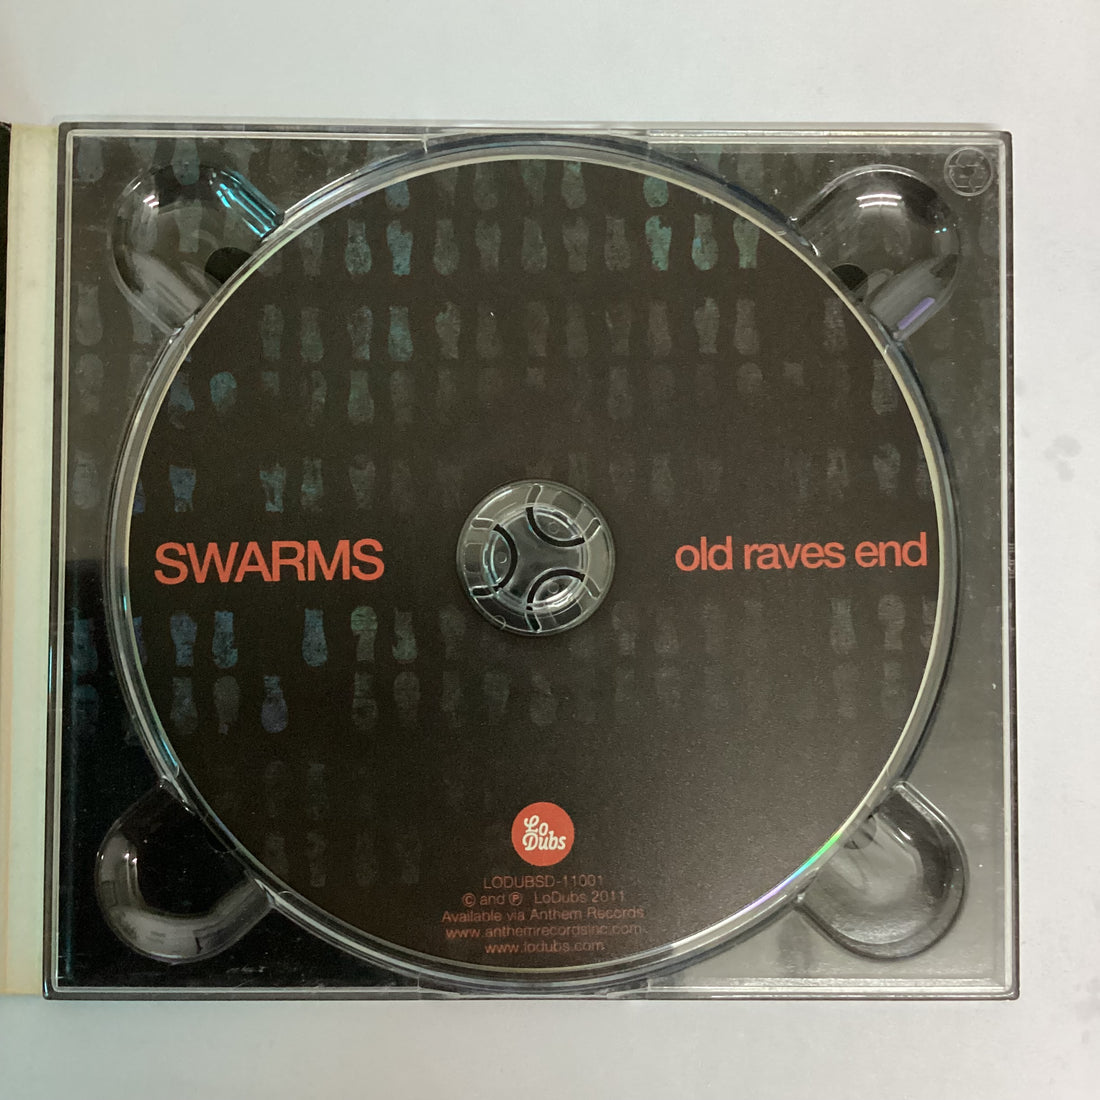 SWARMS
old raves end
Lo
Dubs
LODUBSD-11001
© and ℗ LoDubs 2011
Available via Anthem Records
www.anthemrecordsinc.com
www.lodubs.com